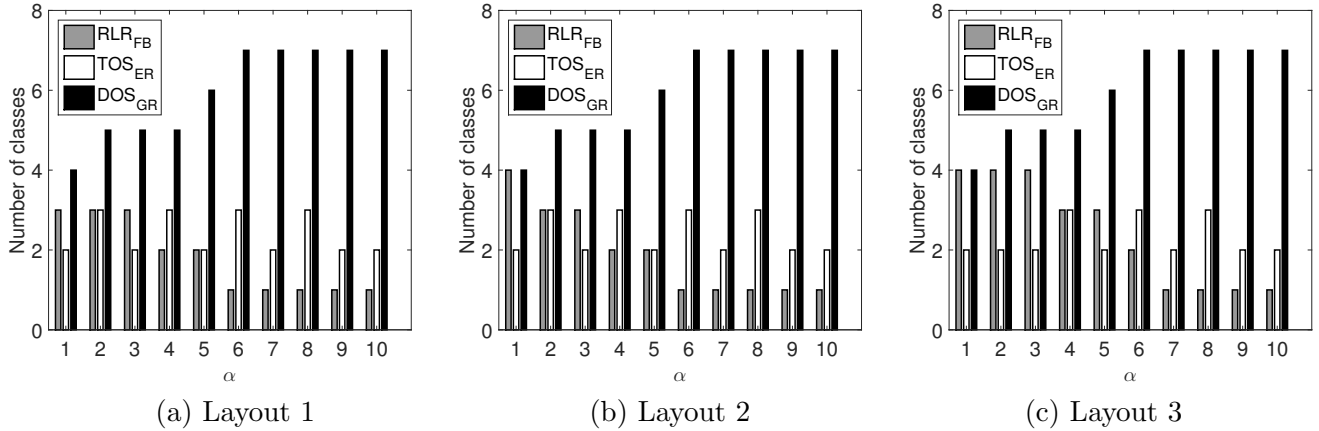 Number of classes
8
6
4
2
0
RLR_FB
TOS_ER
DOS_GR
1 2 3 4 5 6 7 8 9 10
α
(a) Layout 1
Number of classes
8
6
4
2
0
RLR_FB
TOS_ER
DOS_GR
1 2 3 4 5 6 7 8 9 10
α
(b) Layout 2
Number of classes
8
6
4
2
0
RLR_FB
TOS_ER
DOS_GR
1 2 3 4 5 6 7 8 9 10
α
(c) Layout 3